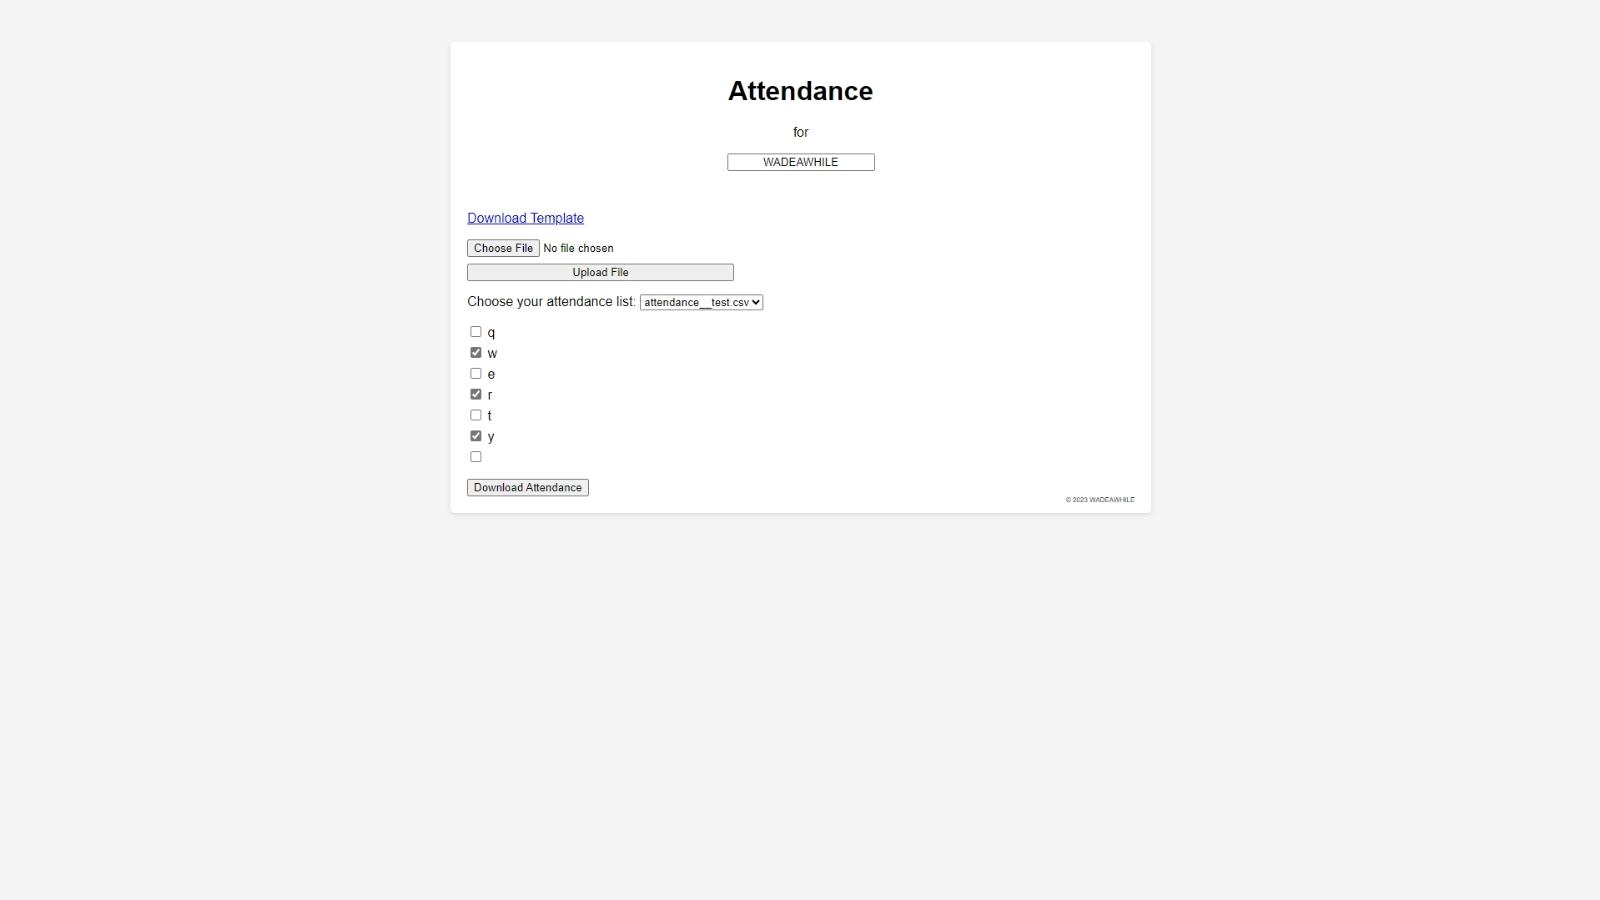 Attendance
for
WADEAWHILE
Download Template
Choose File No file chosen
Upload File
Choose your attendance list: attendance__test.csv
q
w
e
r
t
y
Download Attendance
© 2023 WADEAWHILE